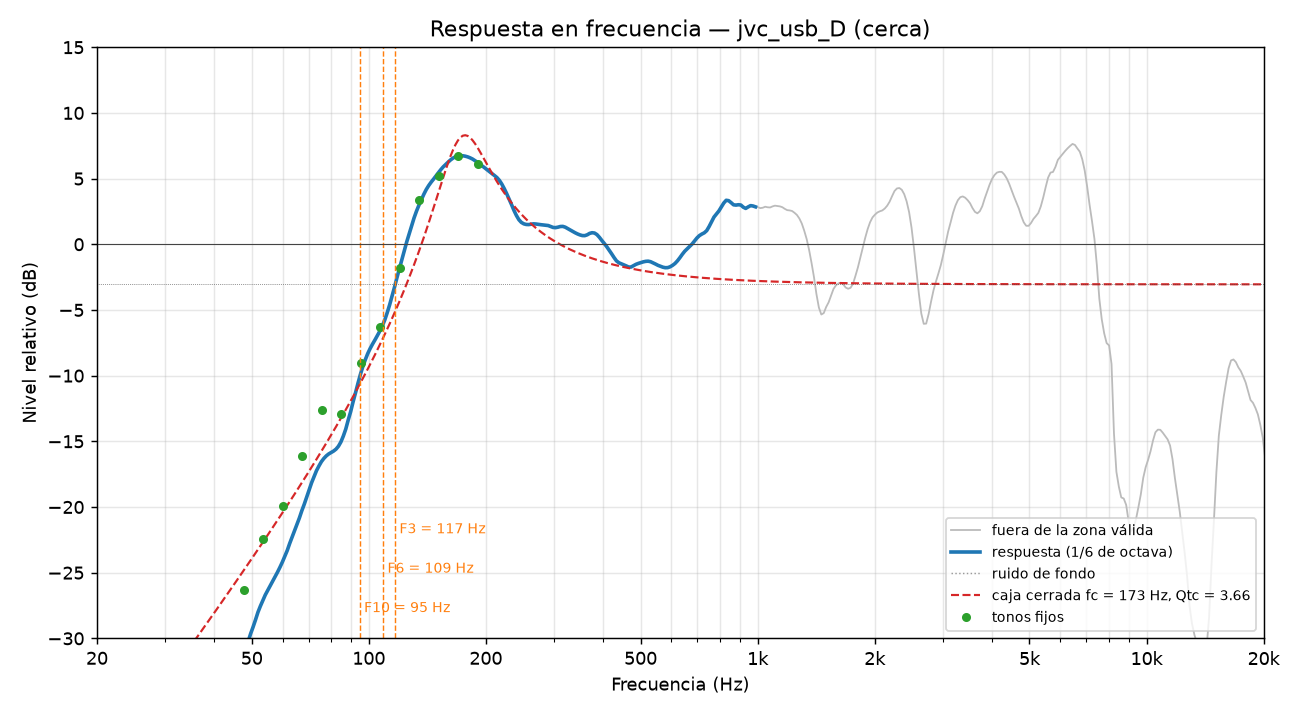 Respuesta en frecuencia — jvc_usb_D (cerca)
Nivel relativo (dB)
15
10
5
0
−5
−10
−15
−20
−25
−30
F3 = 117 Hz
F6 = 109 Hz
F10 = 95 Hz
fuera de la zona válida
respuesta (1/6 de octava)
ruido de fondo
caja cerrada fc = 173 Hz, Qtc = 3.66
tonos fijos
20 50 100 200 500 1k 2k 5k 10k 20k
Frecuencia (Hz)